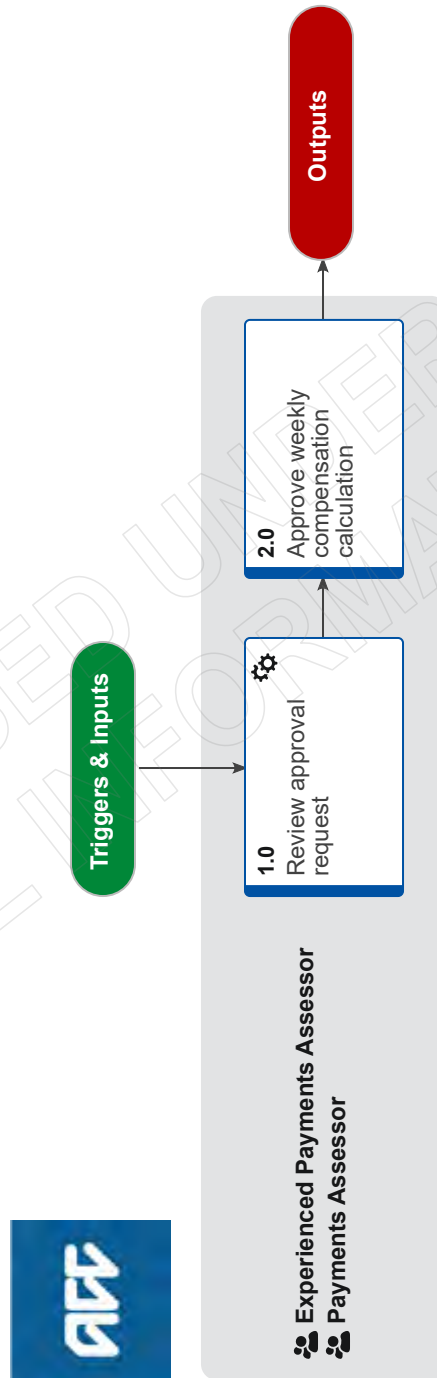 acc
Triggers & Inputs
Experienced Payments Assessor
Payments Assessor
1.0
Review approval
request
2.0
Approve weekly
compensation
calculation
Outputs